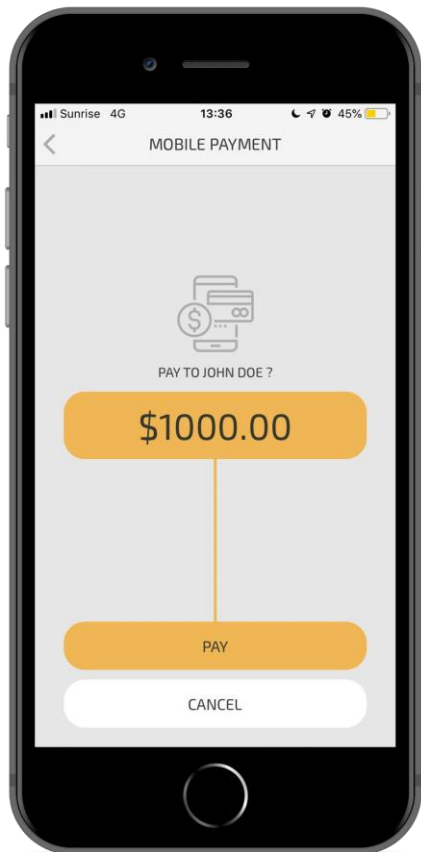 Sunrise 4G 13:36 45%
MOBILE PAYMENT
$
PAY TO JOHN DOE ?
$1000.00
PAY
CANCEL